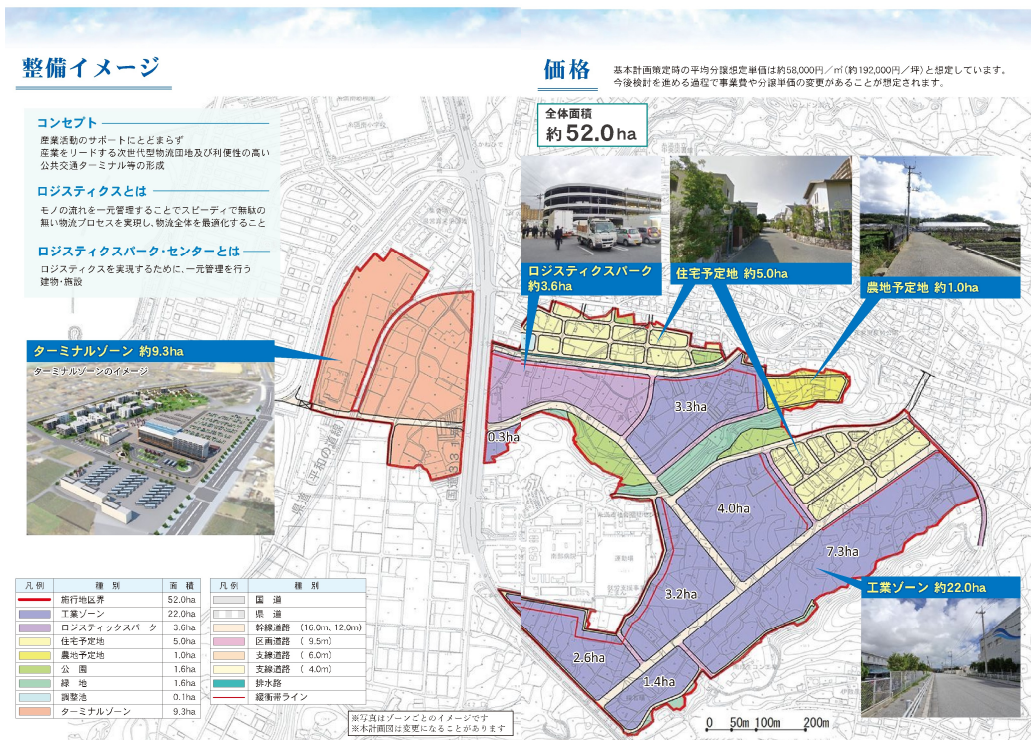 整備イメージ
コンセプト
産業活動のサポートにとどまらず
産業をリードする次世代型物流団地及び利便性の高い
公共交通ターミナル等の形成
ロジスティクスとは
モノの流れを一元管理することでスピーディで無駄の
無い物流プロセスを実現し、物流全体を最適化すること
ロジスティクスパーク・センターとは
ロジスティクスを実現するために、一元管理を行う
建物・施設
価格
基本計画策定時の平均分譲想定単価は約58,000円/㎡(約192,000円/坪)と想定しています。
今後検討を進める過程で事業費や分譲単価の変更があることが想定されます。
全体面積
約52.0ha
ロジスティクスパーク
約3.6ha
住宅予定地 約5.0ha
農地予定地 約1.0ha
ターミナルゾーン 約9.3ha
ターミナルゾーンのイメージ
3.3ha
0.3ha
4.0ha
7.3ha
3.2ha
2.6ha
1.4ha
国道331号
県道(平和の道線)
南部病院
運動場
工業ゾーン 約22.0ha
凡例 種別 面積
施行地区界 52.0ha
工業ゾーン 22.0ha
ロジスティックスパーク 3.6ha
住宅予定地 5.0ha
農地予定地 1.0ha
公園 1.6ha
緑地 1.6ha
調整池 0.1ha
ターミナルゾーン 9.3ha
凡例 種別
国道
県道
幹線道路 (16.0m、12.0m)
区画道路 ( 9.5m)
支線道路 ( 6.0m)
支線道路 ( 4.0m)
排水路
緩衝帯ライン
※写真はゾーンごとのイメージです
※本計画図は変更になることがあります
0 50m 100m 200m